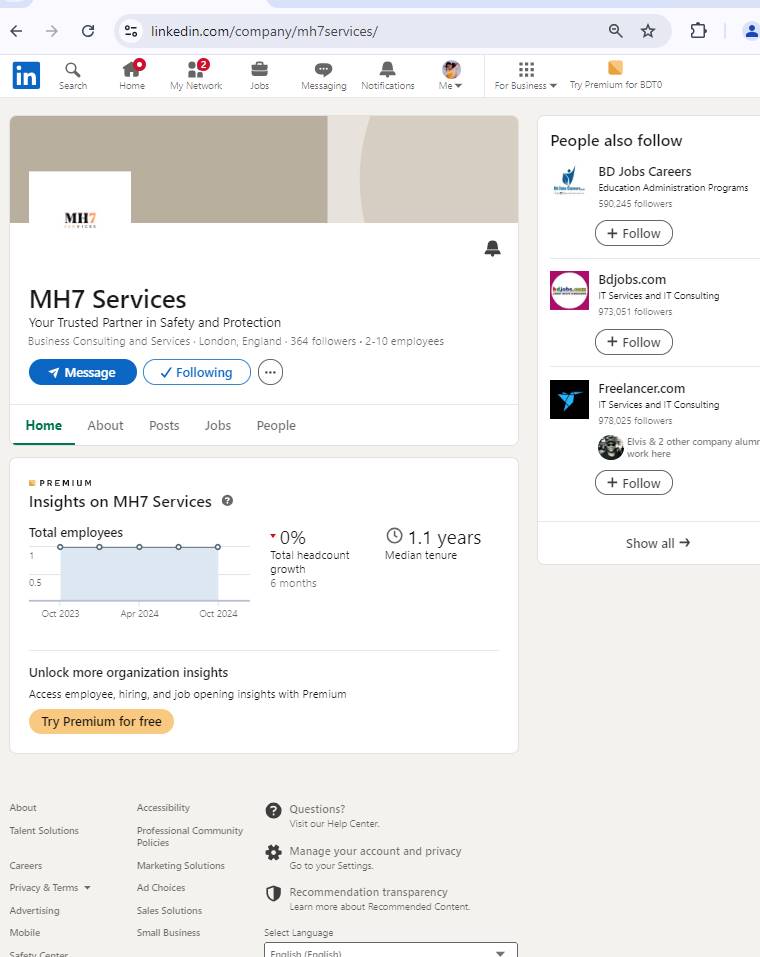 linkedin.com/company/mh7services/
in
Search
Home
2
My Network
Jobs
Messaging
Notifications
Me
For Business
Try Premium for BDT0
MH7
SERVICES
MH7 Services
Your Trusted Partner in Safety and Protection
Business Consulting and Services · London, England · 364 followers · 2-10 employees
Message
Following
Home
About
Posts
Jobs
People
PREMIUM
Insights on MH7 Services
Total employees
1
0.5
Oct 2023
Apr 2024
Oct 2024
0%
Total headcount
growth
6 months
1.1 years
Median tenure
Unlock more organization insights
Access employee, hiring, and job opening insights with Premium
Try Premium for free
People also follow
BD Jobs Careers
Education Administration Programs
590,245 followers
+ Follow
bdjobs.com
Bdjobs.com
IT Services and IT Consulting
973,051 followers
+ Follow
Freelancer.com
IT Services and IT Consulting
978,025 followers
Elvis & 2 other company alumn
work here
+ Follow
Show all →
About
Accessibility
Talent Solutions
Professional Community
Policies
Careers
Marketing Solutions
Privacy & Terms
Ad Choices
Advertising
Sales Solutions
Mobile
Small Business
Safety Center
Questions?
Visit our Help Center.
Manage your account and privacy
Go to your Settings.
Recommendation transparency
Learn more about Recommended Content.
Select Language
English (English)